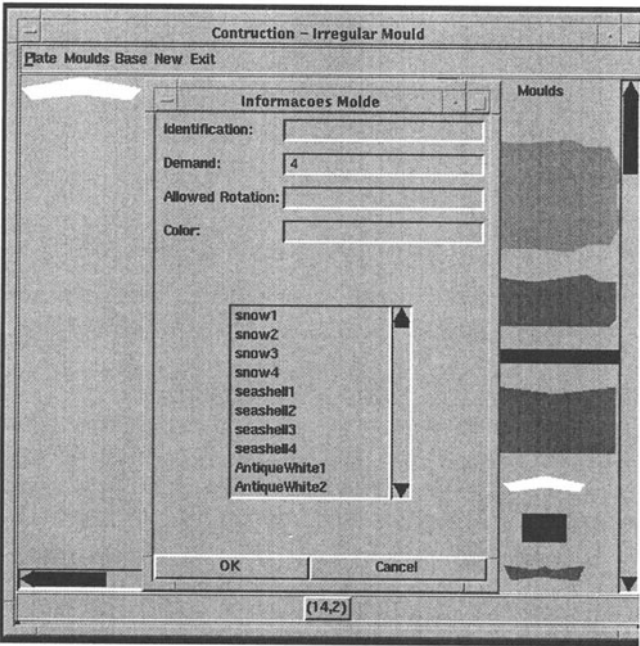 Contruction - Irregular Mould
Plate Moulds Base New Exit
Informacoes Molde
Moulds
Identification:
Demand: 4
Allowed Rotation:
Color:
snow1
snow2
snow3
snow4
seashell1
seashell2
seashell3
seashell4
AntiqueWhite1
AntiqueWhite2
OK Cancel
(14,2)